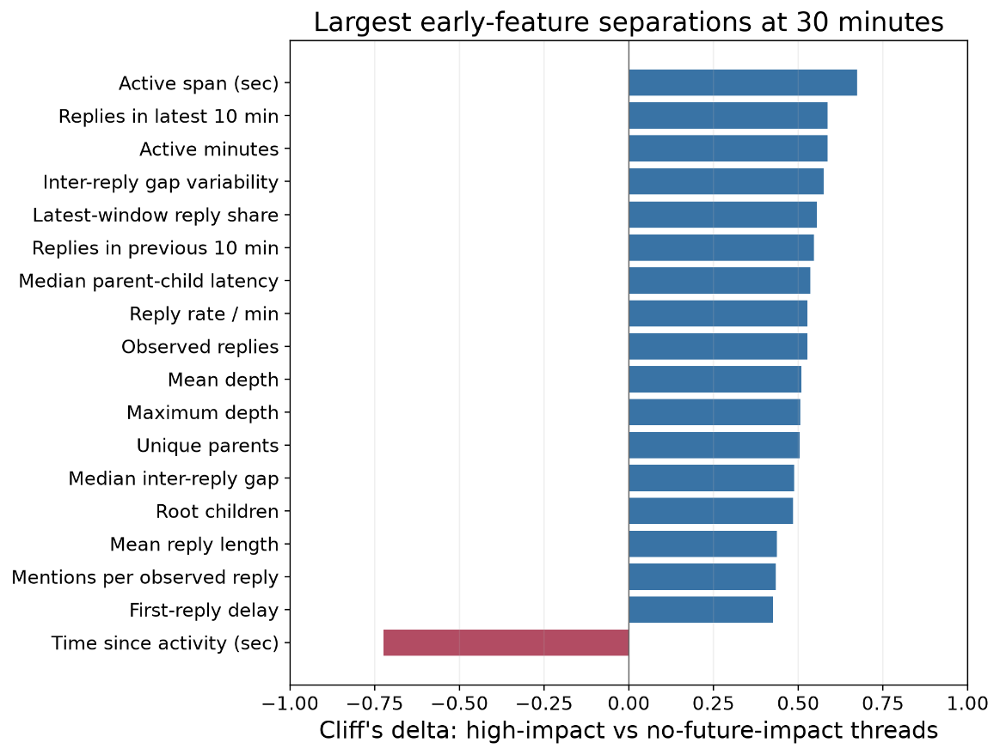 Largest early-feature separations at 30 minutes
Active span (sec)
Replies in latest 10 min
Active minutes
Inter-reply gap variability
Latest-window reply share
Replies in previous 10 min
Median parent-child latency
Reply rate / min
Observed replies
Mean depth
Maximum depth
Unique parents
Median inter-reply gap
Root children
Mean reply length
Mentions per observed reply
First-reply delay
Time since activity (sec)
−1.00 −0.75 −0.50 −0.25 0.00 0.25 0.50 0.75 1.00
Cliff's delta: high-impact vs no-future-impact threads